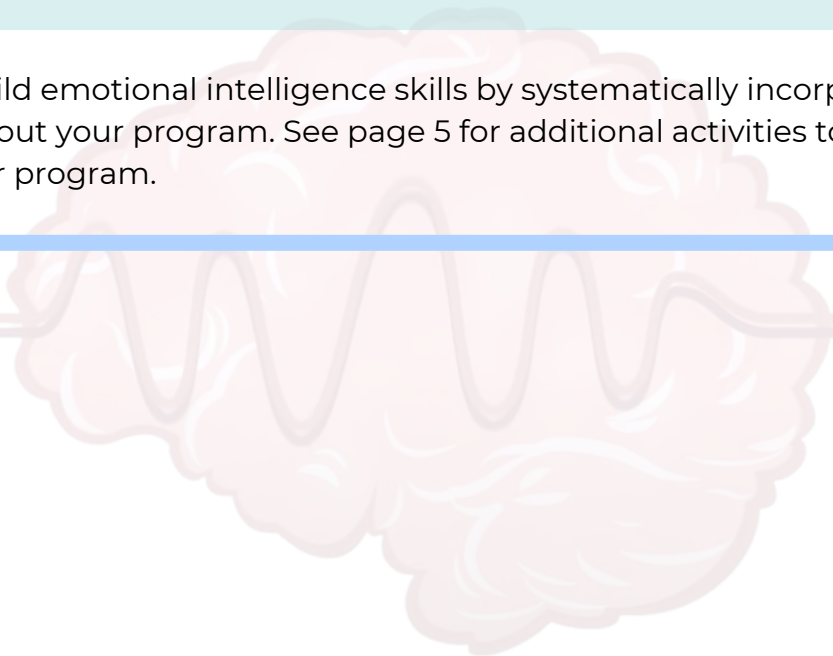 ild emotional intelligence skills by systematically incorp
out your program. See page 5 for additional activities to
r program.